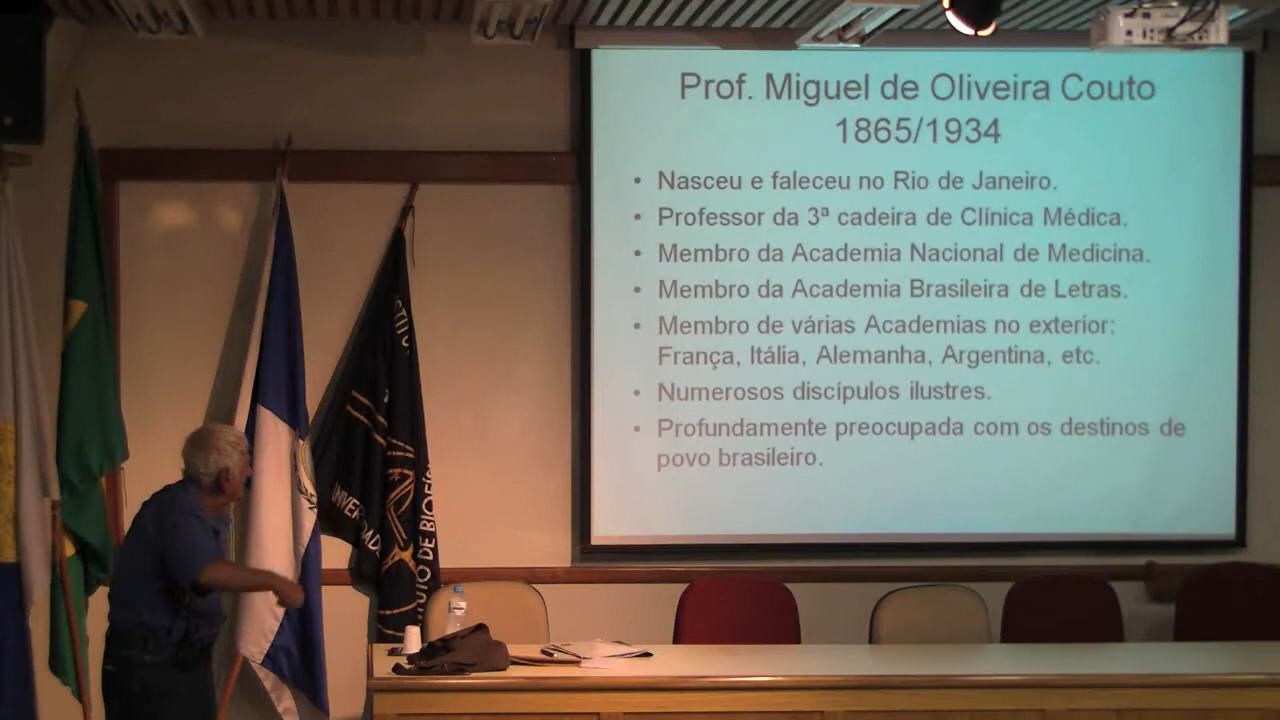 Prof. Miguel de Oliveira Couto
1865/1934
• Nasceu e faleceu no Rio de Janeiro.
• Professor da 3ª cadeira de Clínica Médica.
• Membro da Academia Nacional de Medicina.
• Membro da Academia Brasileira de Letras.
• Membro de várias Academias no exterior:
França, Itália, Alemanha, Argentina, etc.
• Numerosos discípulos ilustres.
• Profundamente preocupada com os destinos de
povo brasileiro.
DE BIOFÍS